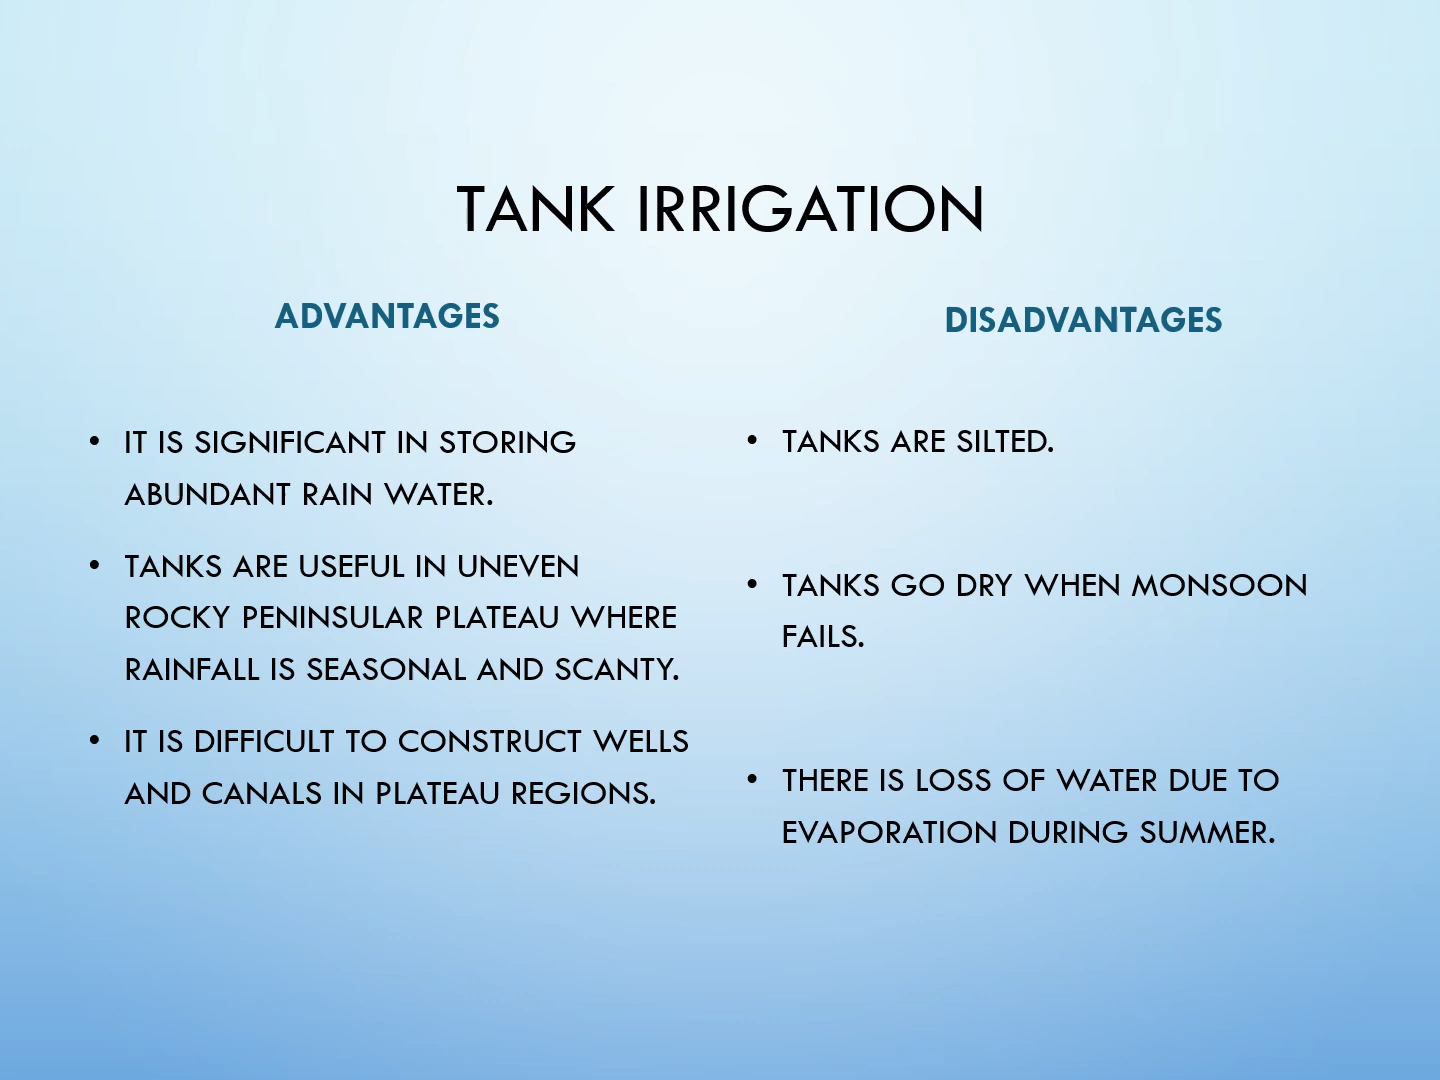 TANK IRRIGATION
ADVANTAGES
• IT IS SIGNIFICANT IN STORING
ABUNDANT RAIN WATER.
• TANKS ARE USEFUL IN UNEVEN
ROCKY PENINSULAR PLATEAU WHERE
RAINFALL IS SEASONAL AND SCANTY.
• IT IS DIFFICULT TO CONSTRUCT WELLS
AND CANALS IN PLATEAU REGIONS.
DISADVANTAGES
• TANKS ARE SILTED.
• TANKS GO DRY WHEN MONSOON
FAILS.
• THERE IS LOSS OF WATER DUE TO
EVAPORATION DURING SUMMER.